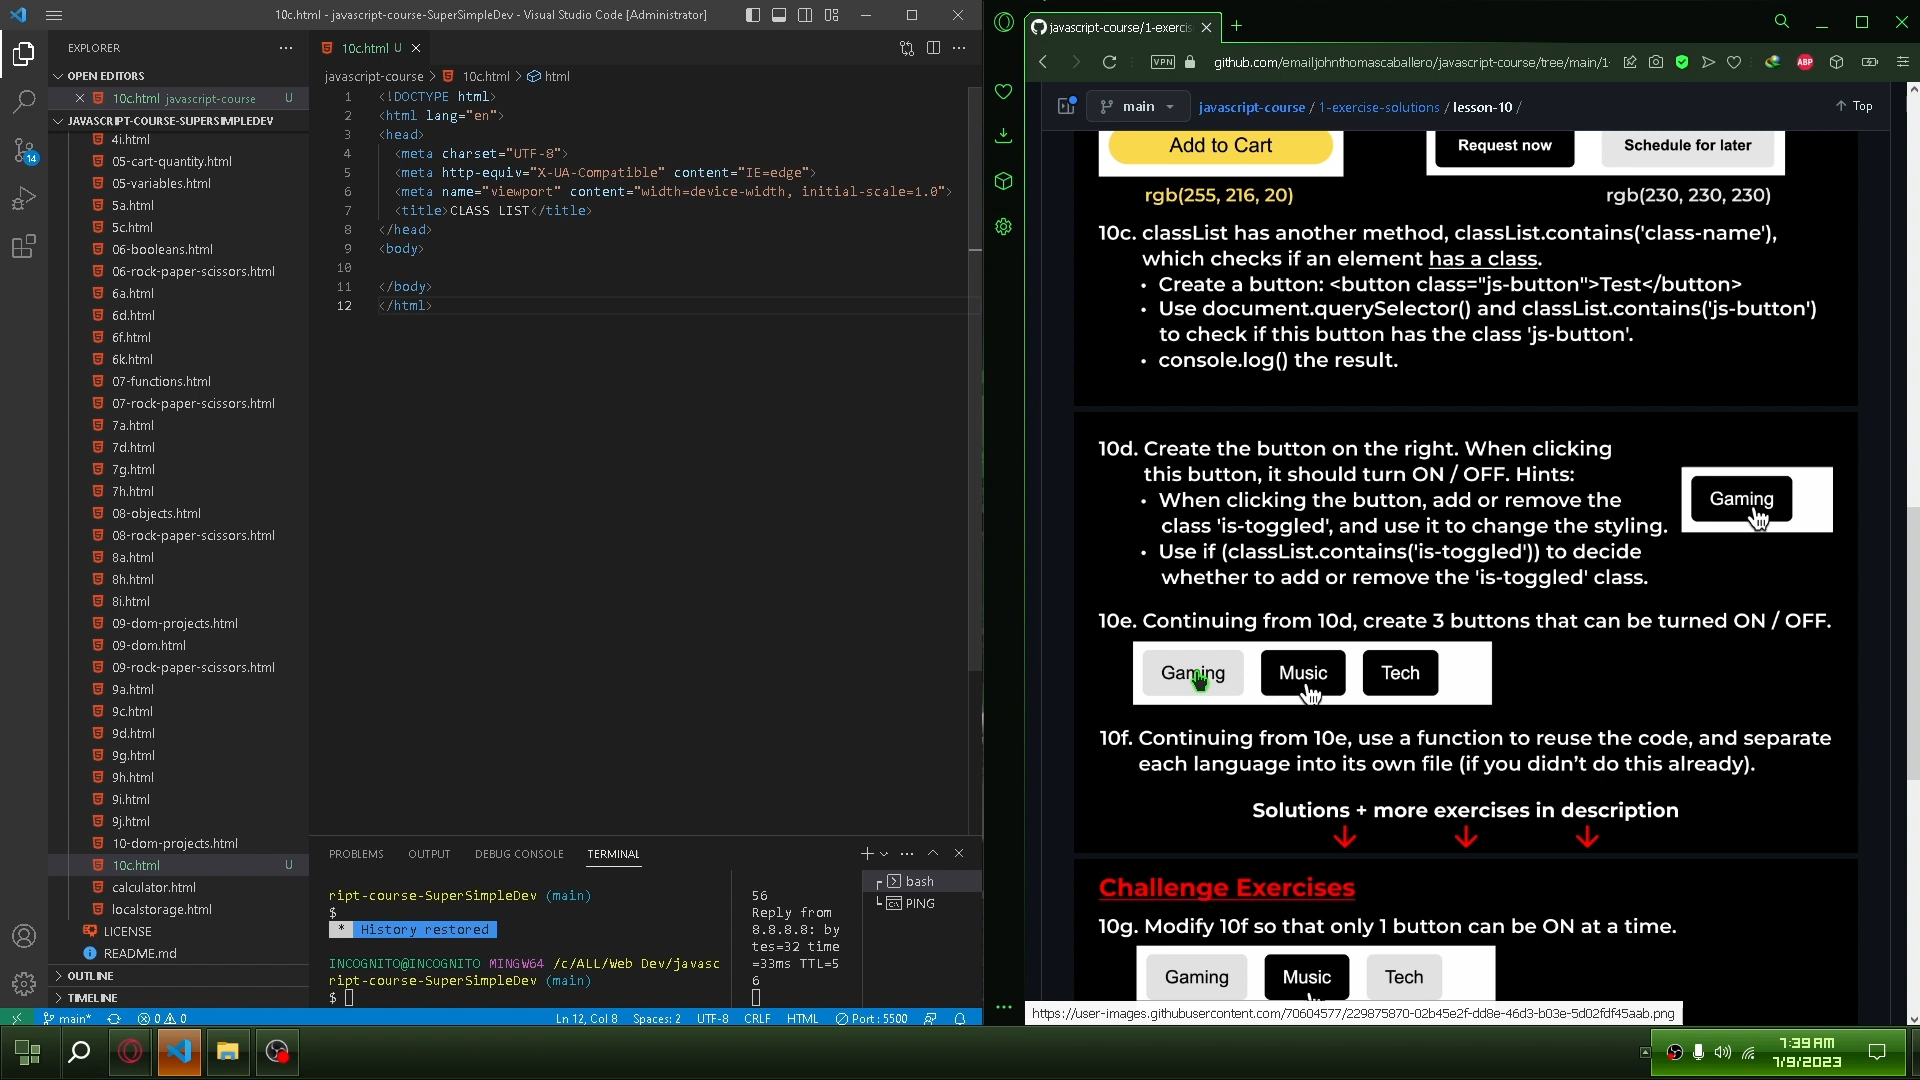 10c.html - javascript-course-SuperSimpleDev - Visual Studio Code [Administrator]
EXPLORER
OPEN EDITORS
10c.html javascript-course U
JAVASCRIPT-COURSE-SUPERSIMPLEDEV
4i.html
05-cart-quantity.html
05-variables.html
5a.html
5c.html
06-booleans.html
06-rock-paper-scissors.html
6a.html
6d.html
6f.html
6k.html
07-functions.html
07-rock-paper-scissors.html
7a.html
7d.html
7g.html
7h.html
08-objects.html
08-rock-paper-scissors.html
8a.html
8h.html
8i.html
09-dom-projects.html
09-dom.html
09-rock-paper-scissors.html
9a.html
9c.html
9d.html
9g.html
9h.html
9i.html
9j.html
10-dom-projects.html
10c.html U
calculator.html
localstorage.html
LICENSE
README.md
OUTLINE
TIMELINE
14
10c.html U
javascript-course > 10c.html > html
1 <!DOCTYPE html>
2 <html lang="en">
3 <head>
4 <meta charset="UTF-8">
5 <meta http-equiv="X-UA-Compatible" content="IE=edge">
6 <meta name="viewport" content="width=device-width, initial-scale=1.0">
7 <title>CLASS LIST</title>
8 </head>
9 <body>
10
11 </body>
12 </html>
PROBLEMS OUTPUT DEBUG CONSOLE TERMINAL
ript-course-SuperSimpleDev (main)
$
* History restored
INCOGNITO@INCOGNITO MINGW64 /c/ALL/Web Dev/javasc
ript-course-SuperSimpleDev (main)
$
56
Reply from
8.8.8.8: by
tes=32 time
=33ms TTL=5
6
bash
PING
main* 0 0 Ln 12, Col 8 Spaces: 2 UTF-8 CRLF HTML Port : 5500
javascript-course/1-exercis
VPN github.com/emailjohnthomascaballero/javascript-course/tree/main/1- ABP
main javascript-course / 1-exercise-solutions / lesson-10 / Top
Add to Cart
Request now Schedule for later
rgb(255, 216, 20) rgb(230, 230, 230)
10c. classList has another method, classList.contains('class-name'),
which checks if an element has a class.
• Create a button: <button class="js-button">Test</button>
• Use document.querySelector() and classList.contains('js-button')
to check if this button has the class 'js-button'.
• console.log() the result.
10d. Create the button on the right. When clicking
this button, it should turn ON / OFF. Hints:
• When clicking the button, add or remove the
class 'is-toggled', and use it to change the styling.
• Use if (classList.contains('is-toggled')) to decide
whether to add or remove the 'is-toggled' class.
Gaming
10e. Continuing from 10d, create 3 buttons that can be turned ON / OFF.
Gaming Music Tech
10f. Continuing from 10e, use a function to reuse the code, and separate
each language into its own file (if you didn't do this already).
Solutions + more exercises in description
Challenge Exercises
10g. Modify 10f so that only 1 button can be ON at a time.
Gaming Music Tech
https://user-images.githubusercontent.com/70604577/229875870-02b45e2f-dd8e-46d3-b03e-5d02fdf45aab.png
7:39 AM
7/9/2023